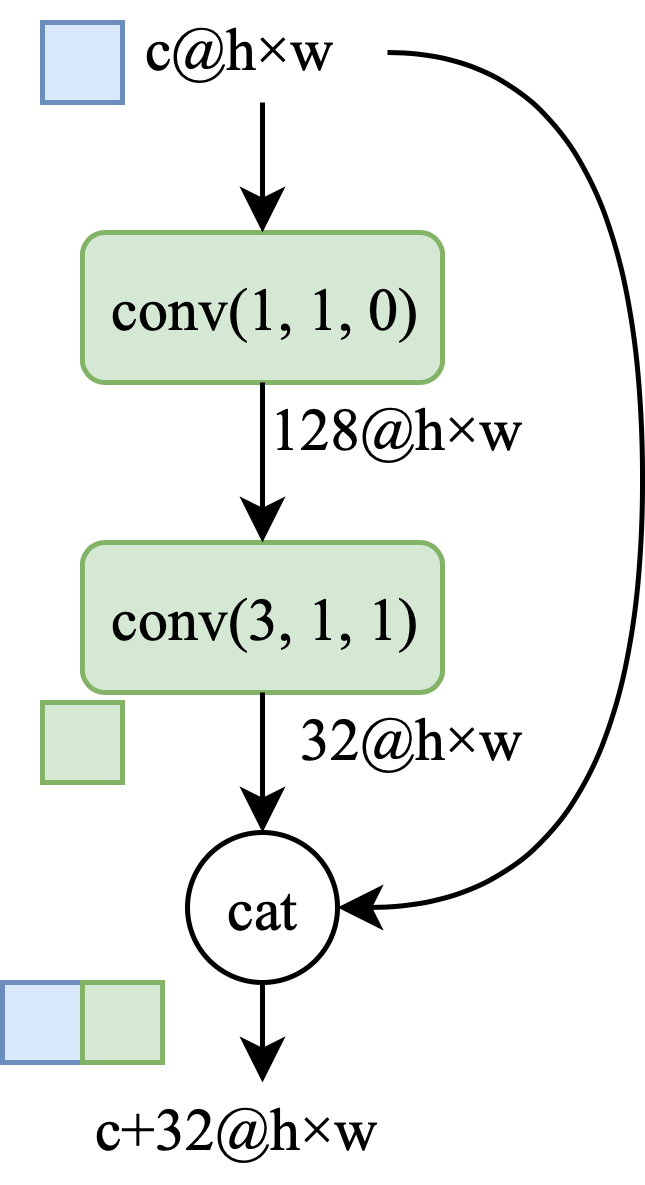 c@h×w
conv(1, 1, 0)
128@h×w
conv(3, 1, 1)
32@h×w
cat
c+32@h×w